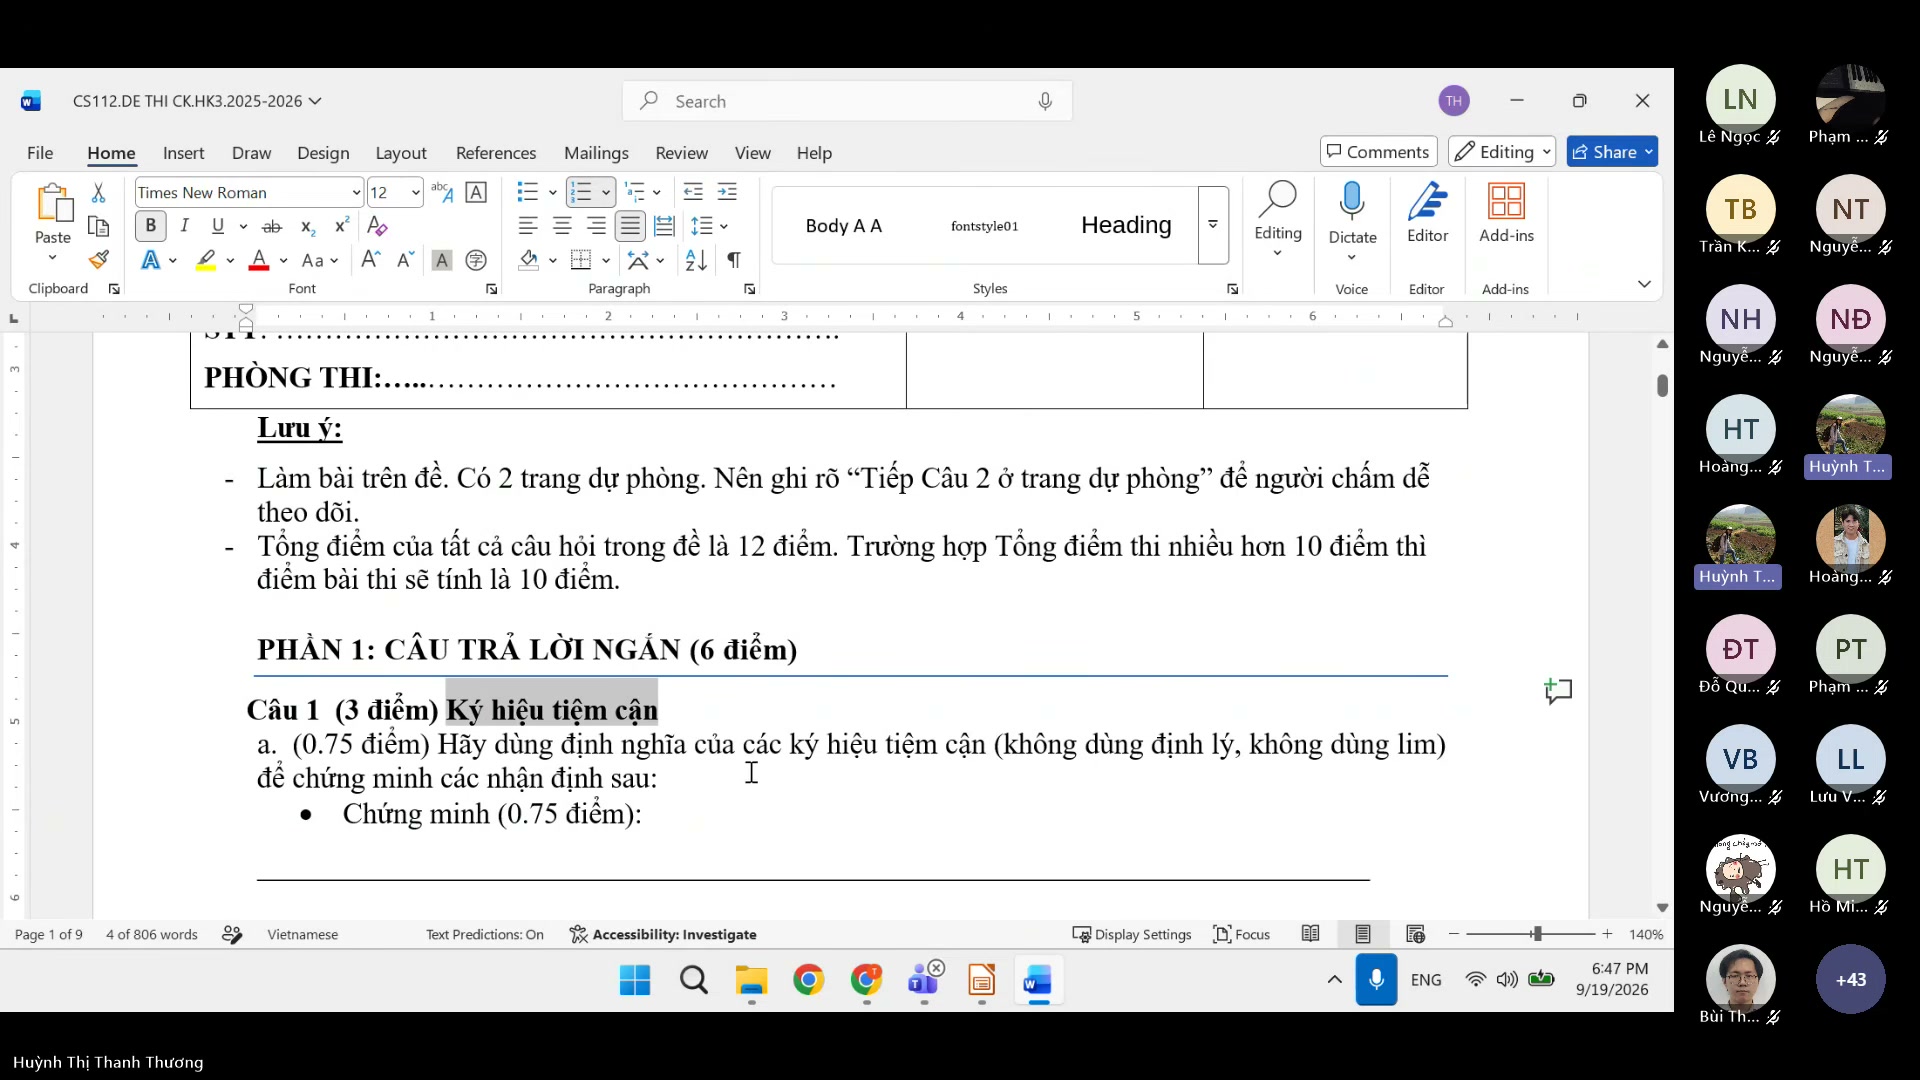 CS112.DE THI CK.HK3.2025-2026
Search
TH
File Home Insert Draw Design Layout References Mailings Review View Help
Comments Editing Share
Paste
Times New Roman 12
Body A A
fontstyle01
Heading
Editing
Dictate
Editor
Add-ins
Clipboard
Font
Paragraph
Styles
Voice
Editor
Add-ins
1 2 3 4 5 6
PHÒNG THI:…..……………………………………
Lưu ý:
- Làm bài trên đề. Có 2 trang dự phòng. Nên ghi rõ “Tiếp Câu 2 ở trang dự phòng” để người chấm dễ
theo dõi.
- Tổng điểm của tất cả câu hỏi trong đề là 12 điểm. Trường hợp Tổng điểm thi nhiều hơn 10 điểm thì
điểm bài thi sẽ tính là 10 điểm.
PHẦN 1: CÂU TRẢ LỜI NGẮN (6 điểm)
Câu 1 (3 điểm) Ký hiệu tiệm cận
a. (0.75 điểm) Hãy dùng định nghĩa của các ký hiệu tiệm cận (không dùng định lý, không dùng lim)
để chứng minh các nhận định sau:
• Chứng minh (0.75 điểm):
Page 1 of 9
4 of 806 words
Vietnamese
Text Predictions: On
Accessibility: Investigate
Display Settings
Focus
140%
ENG
6:47 PM
9/19/2026
Huỳnh Thị Thanh Thương
LN
Lê Ngọc
Phạm ...
TB
Trần K...
NT
Nguyễ...
NH
Nguyễ...
NĐ
Nguyễ...
HT
Hoàng...
Huỳnh T...
Huỳnh T...
Hoàng...
ĐT
Đỗ Qu...
PT
Phạm ...
VB
Vương...
LL
Lưu V...
Nguyễ...
HT
Hồ Mi...
Bùi Th...
+43